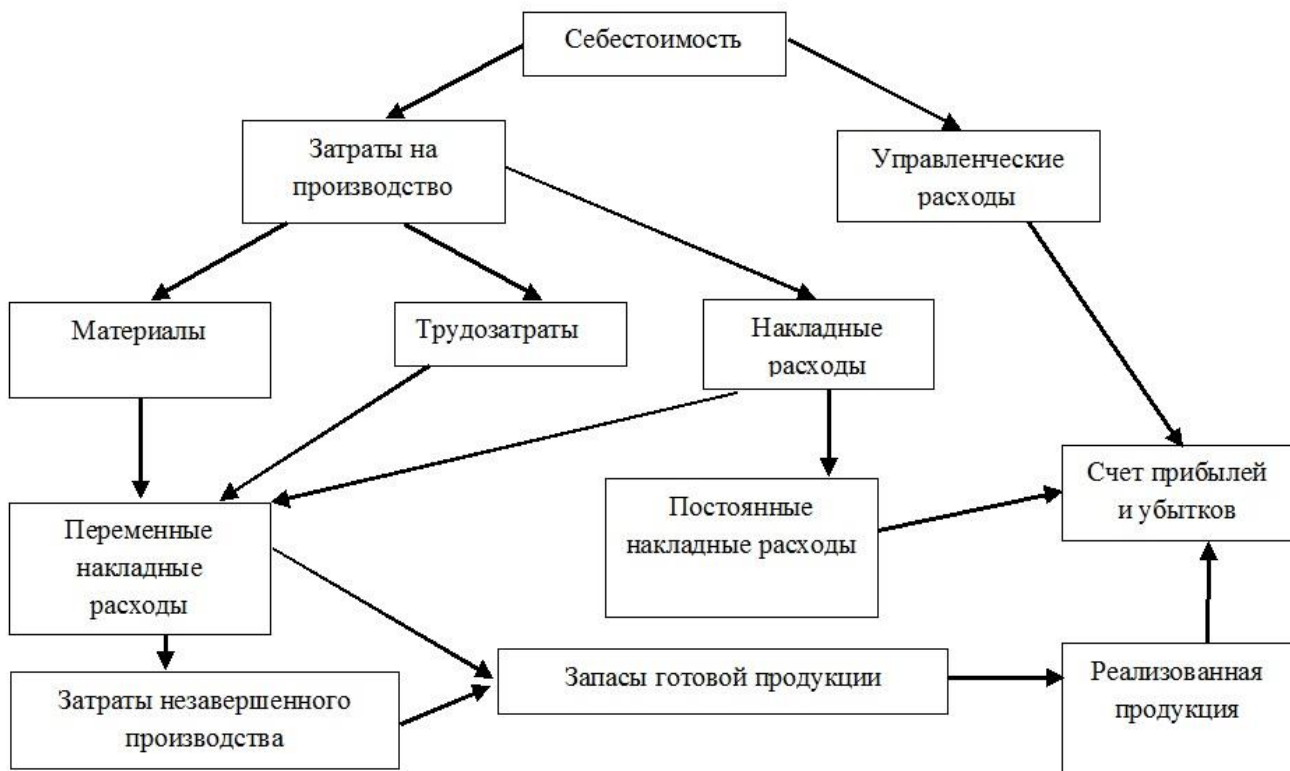 Себестоимость
Затраты на
производство
Управленческие
расходы
Материалы
Трудозатраты
Накладные
расходы
Счет прибылей
и убытков
Постоянные
накладные расходы
Переменные
накладные
расходы
Запасы готовой продукции
Реализованная
продукция
Затраты незавершенного
производства